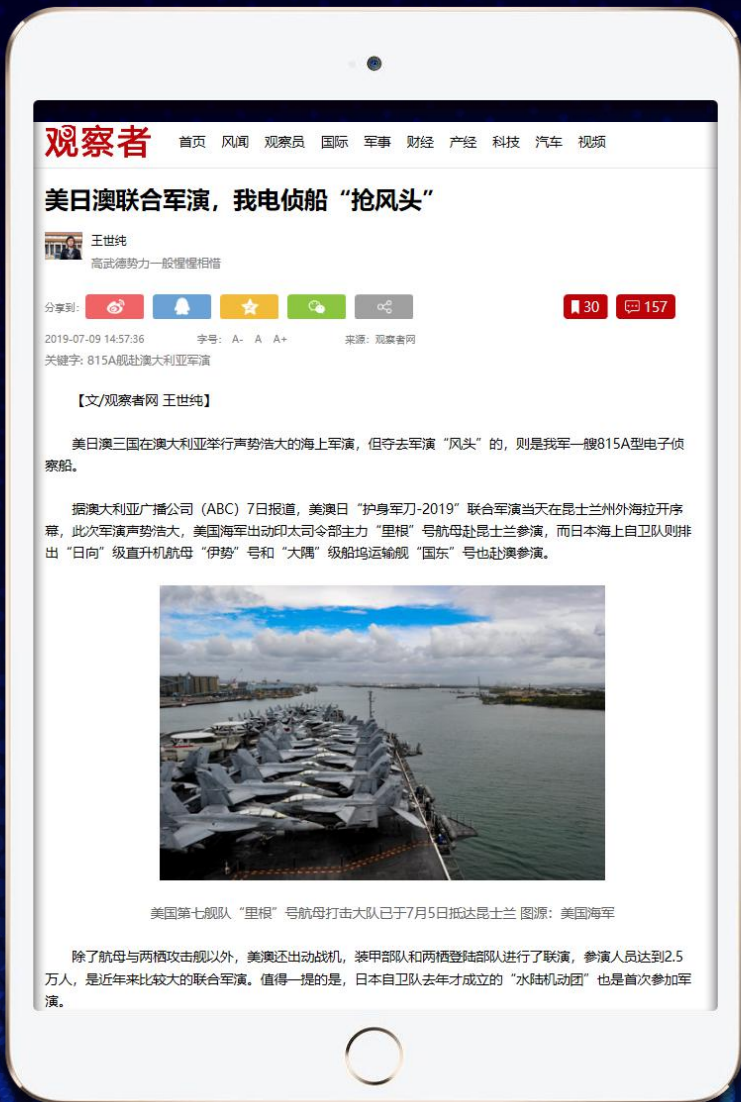 观察者 首页 风闻 观察员 国际 军事 财经 产经 科技 汽车 视频
美日澳联合军演，我电侦船“抢风头”
王世纯
高武德势力一般惺惺相惜
分享到: 30 157
2019-07-09 14:57:36 字号: A- A A+ 来源: 观察者网
关键字: 815A舰赴澳大利亚军演
【文/观察者网 王世纯】
美日澳三国在澳大利亚举行声势浩大的海上军演，但夺去军演“风头”的，则是我军一艘815A型电子侦
察船。
据澳大利亚广播公司（ABC）7日报道，美澳日“护身军刀-2019”联合军演当天在昆士兰州外海拉开序
幕，此次军演声势浩大，美国海军出动印太司令部主力“里根”号航母赴昆士兰参演，而日本海上自卫队则排
出“日向”级直升机航母“伊势”号和“大隅”级船坞运输舰“国东”号也赴澳参演。
美国第七舰队“里根”号航母打击大队已于7月5日抵达昆士兰 图源：美国海军
除了航母与两栖攻击舰以外，美澳还出动战机，装甲部队和两栖登陆部队进行了联演，参演人员达到2.5
万人，是近年来比较大的联合军演。值得一提的是，日本自卫队去年才成立的“水陆机动团”也是首次参加军
演。